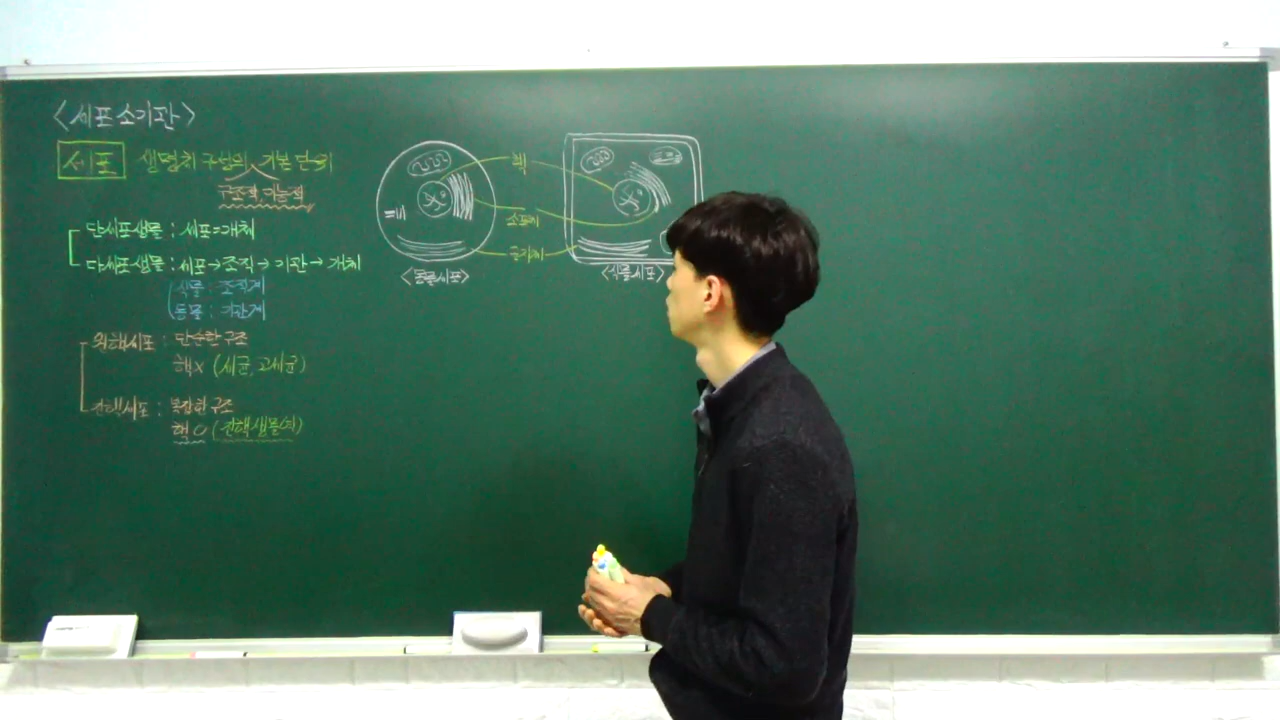 <세포 소기관>
세포 생명체 구성의 기본 단위
구조적 기능적
단세포생물 : 세포=개체
다세포생물 : 세포→조직→기관→개체
식물 : 조직계
동물 : 기관계
원핵세포 : 단순한 구조
핵X (세균, 고세균)
진핵세포 : 복잡한 구조
핵O (진핵생물역)
핵
소포체
골지체
<동물세포>
<식물세포>